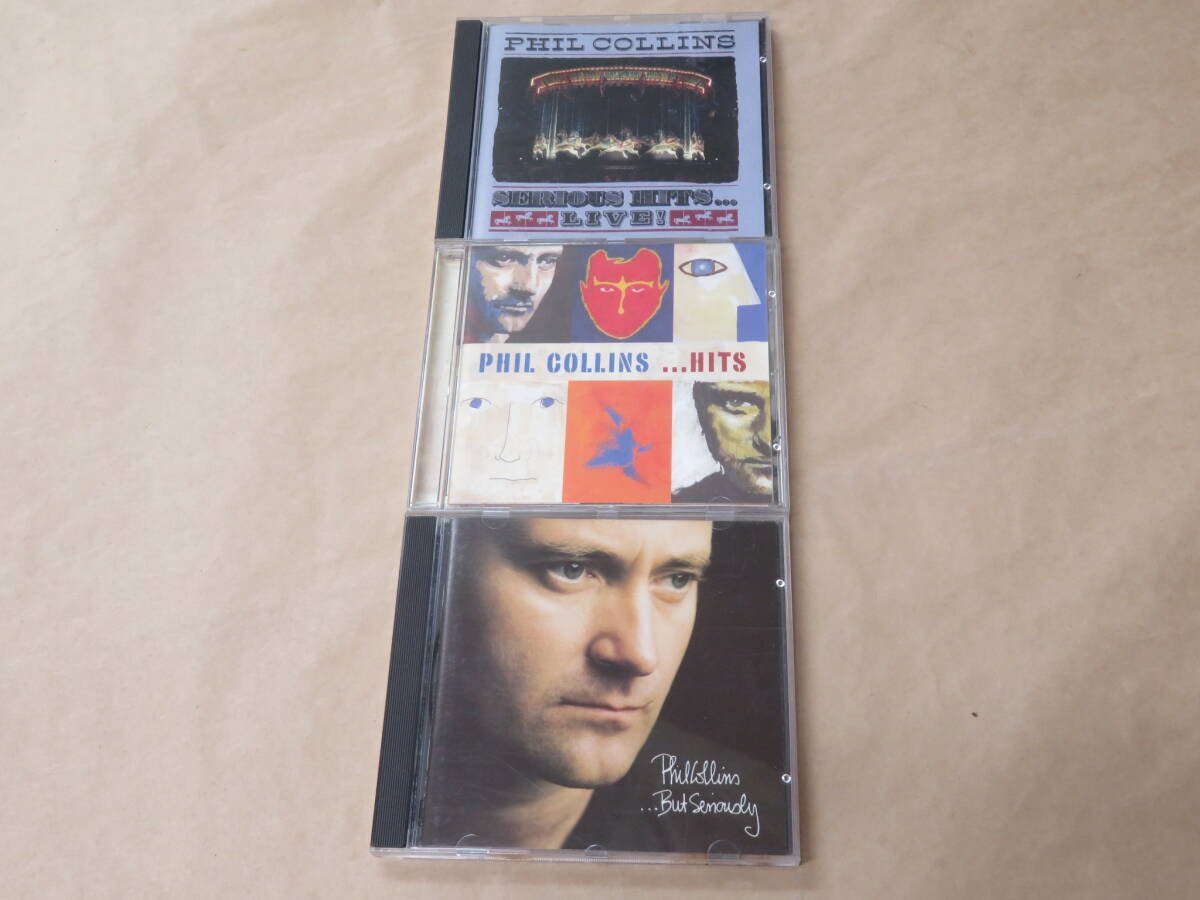 PHIL COLLINS
SERIOUS HITS...
LIVE!
PHIL COLLINS ...HITS
Phil Collins
...But Seriously